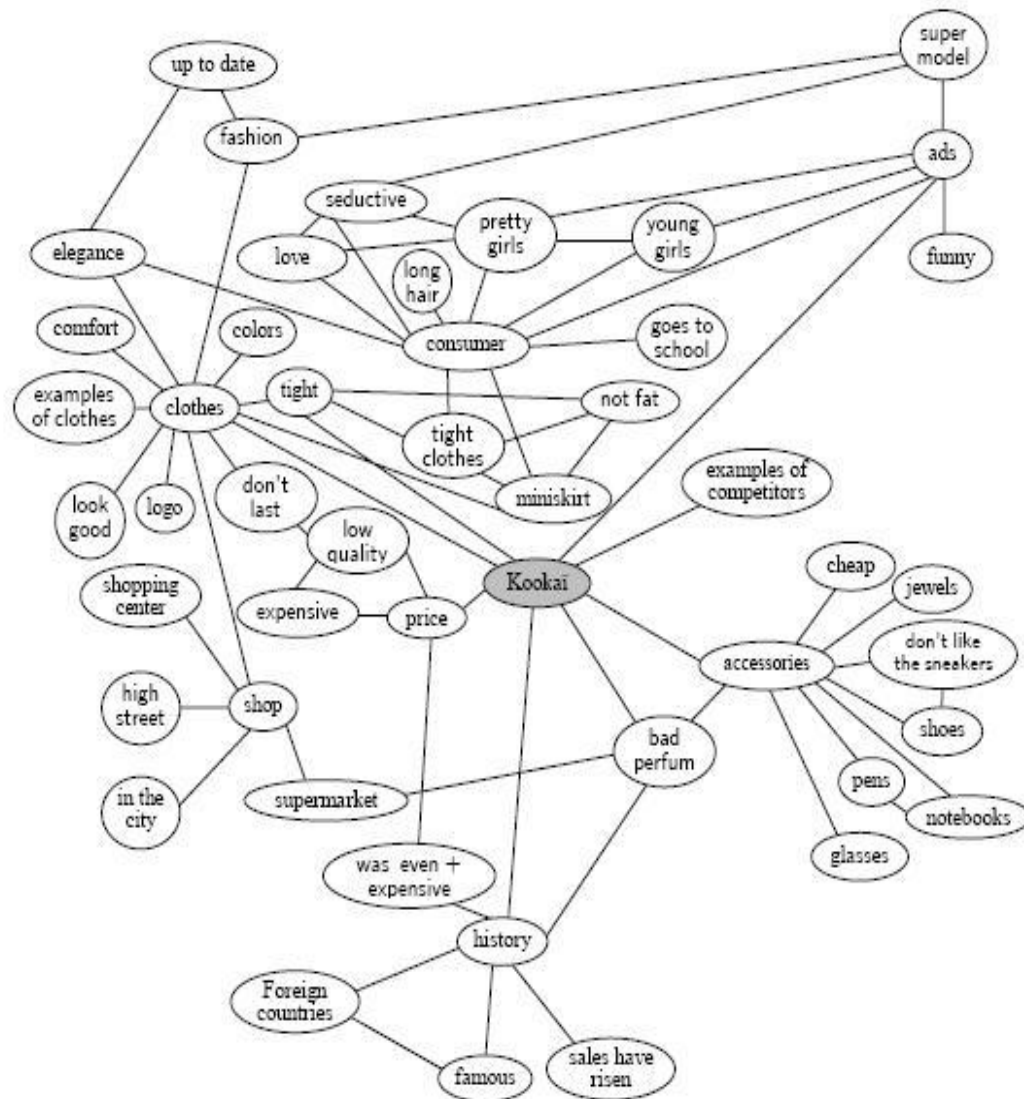 super
model
up to date
fashion
ads
seductive
pretty
girls
young
girls
elegance
love
long
hair
funny
comfort
colors
consumer
goes to
school
examples
of clothes
clothes
tight
not fat
tight
clothes
look
good
logo
don't
last
miniskirt
examples of
competitors
low
quality
shopping
center
expensive
price
Kookaï
cheap
jewels
accessories
don't like
the sneekers
high
street
shop
shoes
bad
perfum
in the
city
supermarket
pens
notebooks
glasses
was even +
expensive
history
Foreign
countries
famous
sales have
risen